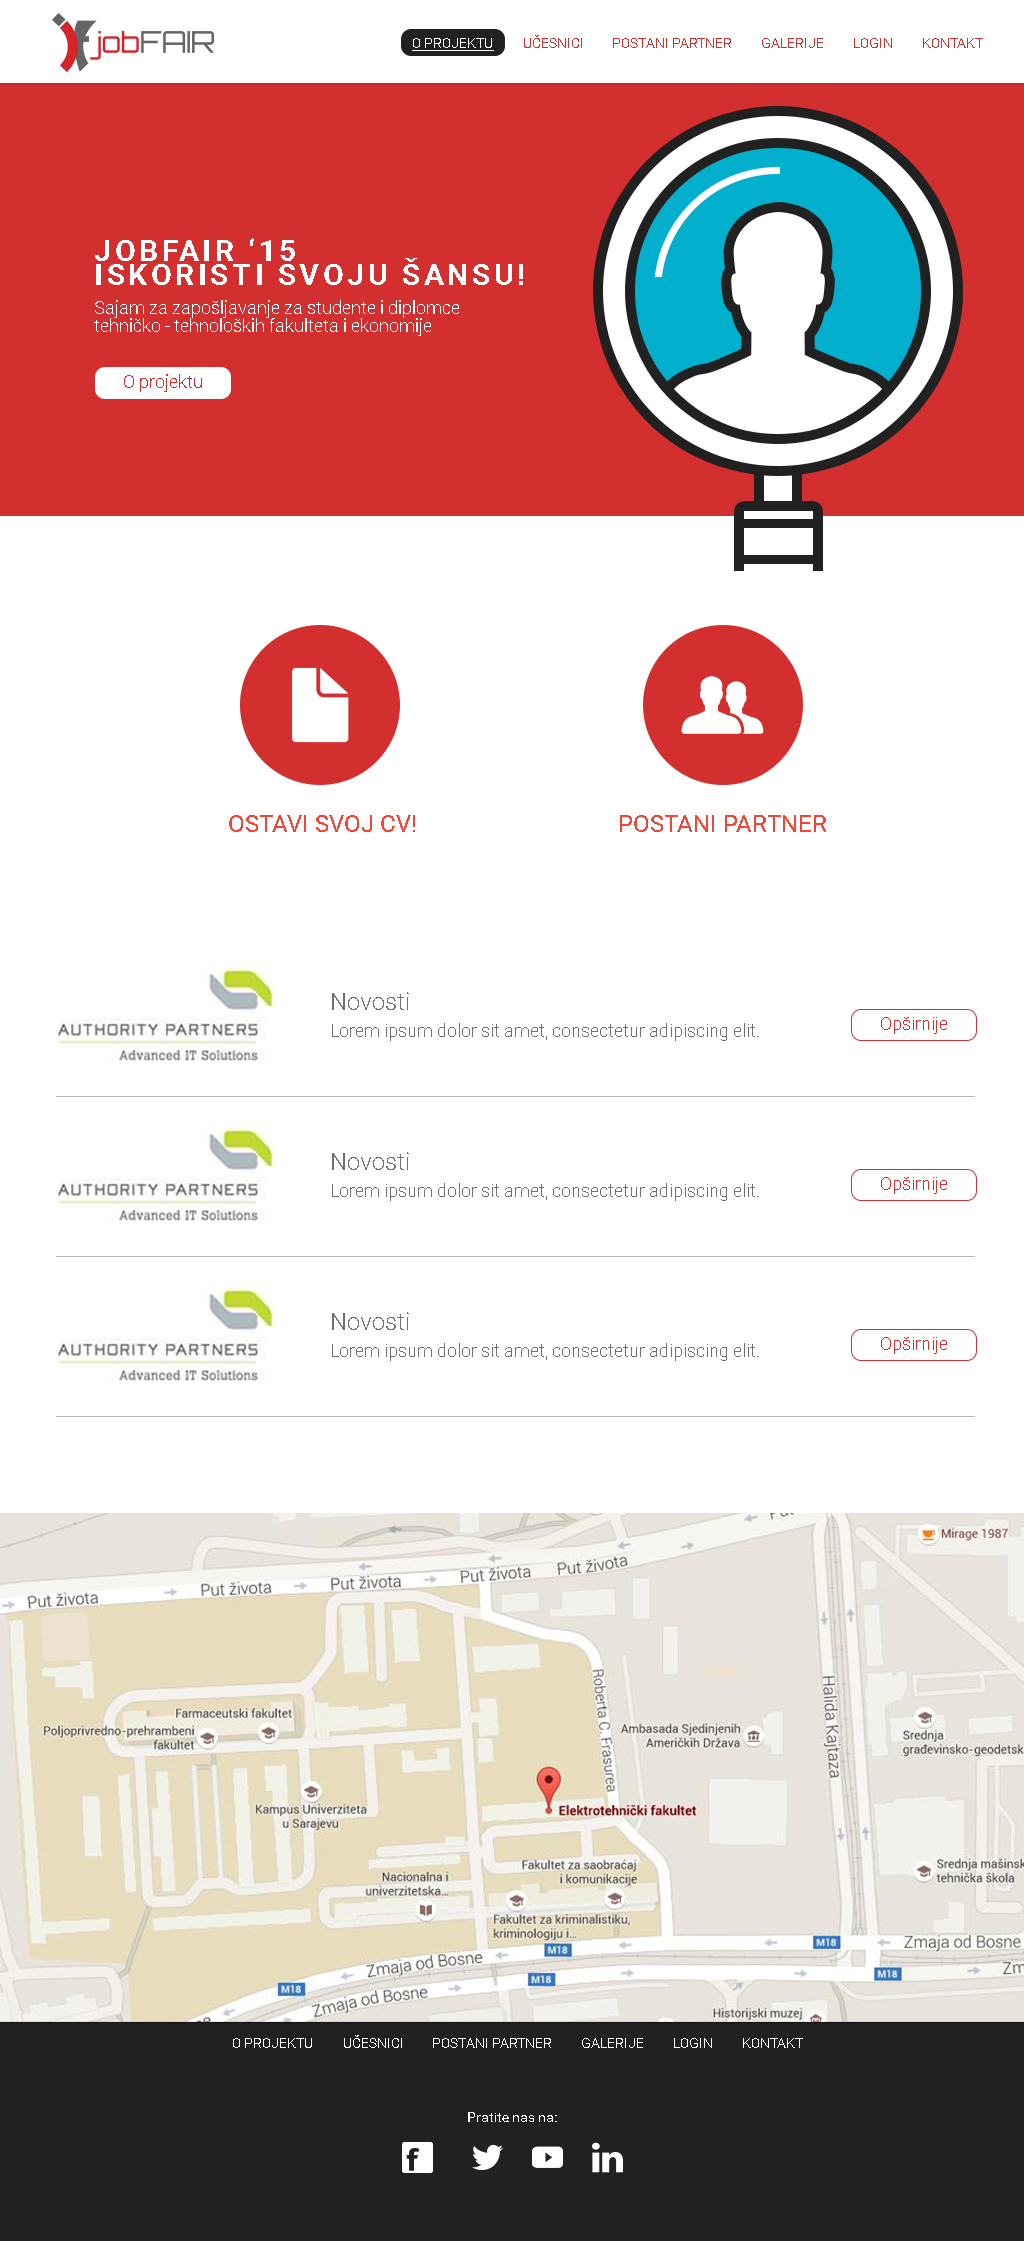 jobFAIR
O PROJEKTU UČESNICI POSTANI PARTNER GALERIJE LOGIN KONTAKT
JOBFAIR ‘15
ISKORISTI SVOJU ŠANSU!
Sajam za zapošljavanje za studente i diplomce
tehničko - tehnoloških fakulteta i ekonomije
O projektu
OSTAVI SVOJ CV!
POSTANI PARTNER
AUTHORITY PARTNERS
Advanced IT Solutions
Novosti
Lorem ipsum dolor sit amet, consectetur adipiscing elit.
Opširnije
AUTHORITY PARTNERS
Advanced IT Solutions
Novosti
Lorem ipsum dolor sit amet, consectetur adipiscing elit.
Opširnije
AUTHORITY PARTNERS
Advanced IT Solutions
Novosti
Lorem ipsum dolor sit amet, consectetur adipiscing elit.
Opširnije
Put ž
Mirage 1987
Put života
Put života
Put života
Put života
Put života
Roberta C. Frasurea
Halida Kajtaza
Farmaceutski fakultet
Poljoprivredno-prehrambeni
fakultet
Ambasada Sjedinjenih
Američkih Država
Srednja
građevinsko-geodetsk
Kampus Univerziteta
u Sarajevu
Elektrotehnički fakultet
Fakultet za saobraćaj
i komunikacije
Nacionalna i
univerzitetska...
Srednja mašinsk
tehnička škola
Fakultet za kriminalistiku,
kriminologiju i...
M18
M18
Zmaja od Bosne
Zmaja od Bosne
M18
M18
M18
Zm
Zmaja od Bosne
Historijski muzej
O PROJEKTU UČESNICI POSTANI PARTNER GALERIJE LOGIN KONTAKT
Pratite nas na: